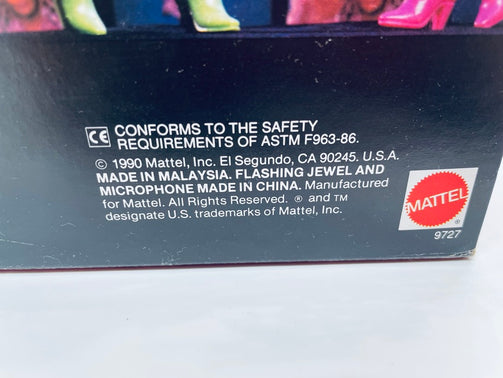 CE CONFORMS TO THE SAFETY
REQUIREMENTS OF ASTM F963-86.
© 1990 Mattel, Inc. El Segundo, CA 90245. U.S.A.
MADE IN MALAYSIA. FLASHING JEWEL AND
MICROPHONE MADE IN CHINA. Manufactured
for Mattel. All Rights Reserved. ® and TM
designate U.S. trademarks of Mattel, Inc.
MATTEL ®
9727